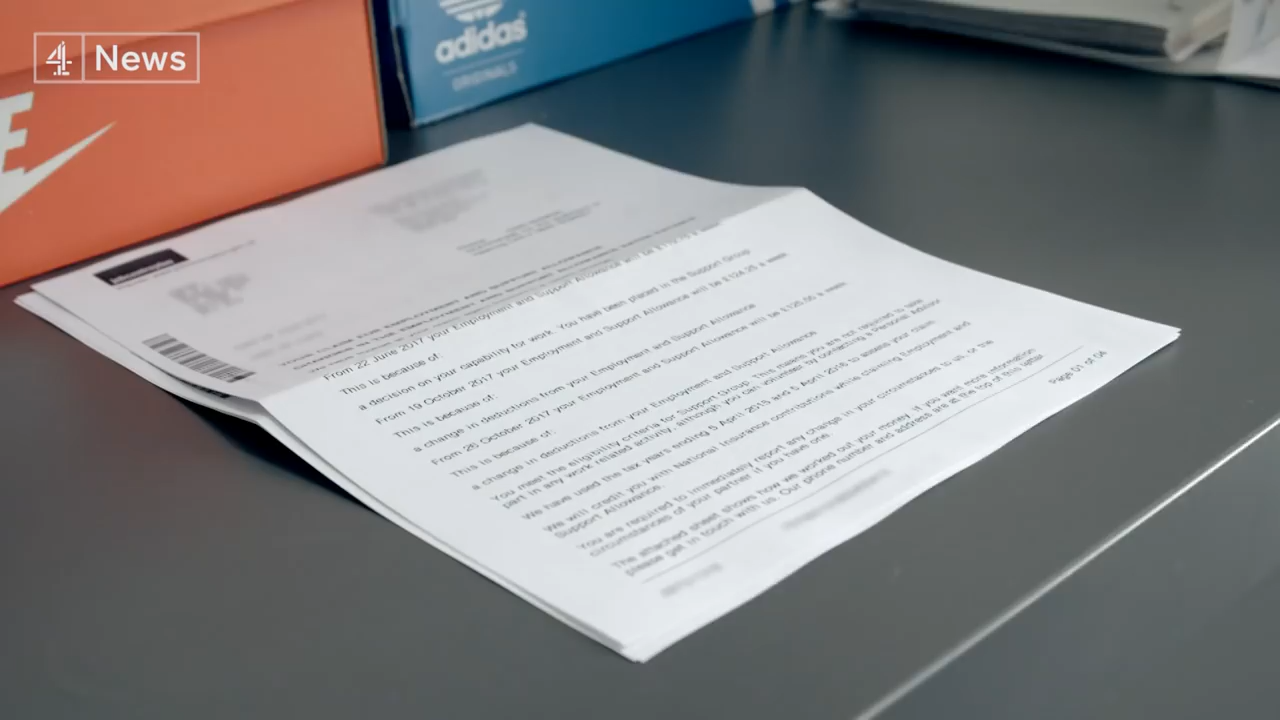 4 News
adidas
ORIGINALS
From 22 June 2017 your Employment and Support Allowance will be £
This is because of:
a decision on your capability for work. You have been placed in the Support Group
From 19 October 2017 your Employment and Support Allowance will be £124.25 a week
This is because of:
a change in deductions from your Employment and Support Allowance
From 26 October 2017 your Employment and Support Allowance will be £125.00 a week
This is because of:
a change in deductions from your Employment and Support Allowance
You meet the eligibility criteria for Support Group. This means you are not required to take
part in any work related activity, although you can volunteer by contacting a Personal Advisor
We have used the tax years ending 5 April 2015 and 5 April 2016 to assess your claim
We will credit you with National Insurance contributions while claiming Employment and
Support Allowance.
You are required to immediately report any change in your circumstances to us, or the
circumstances of your partner if you have one.
The attached sheet shows how we worked out your money. If you want more information
please get in touch with us. Our phone number and address are at the top of this letter
Page 01 of 04